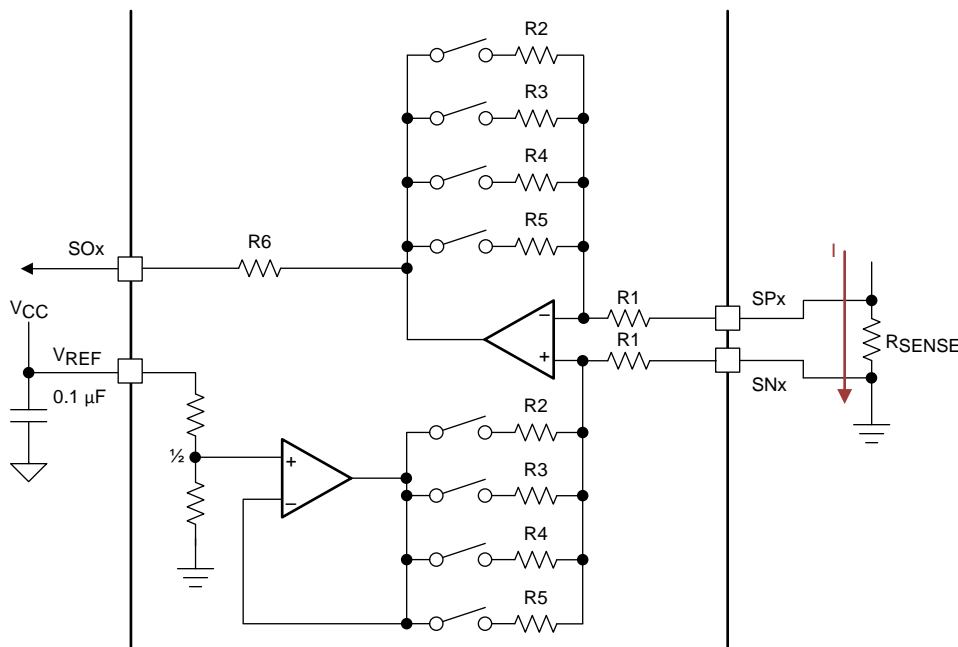 R2
R3
R4
R5
SOx
R6
VCC
VREF
0.1 µF
½
R1
SPx
R1
SNx
I
RSENSE
−
+
+
−
R2
R3
R4
R5